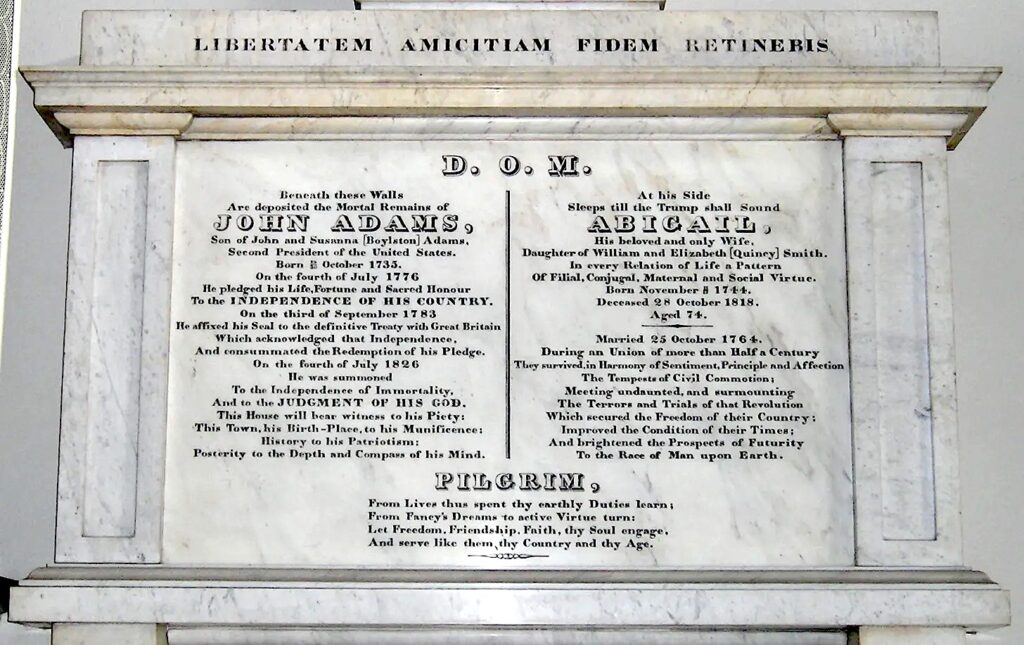 LIBERTATEM AMICITIAM FIDEM RETINEBIS
D. O. M.
Beneath these Walls
Are deposited the Mortal Remains of
JOHN ADAMS,
Son of John and Susanna [Boylston] Adams,
Second President of the United States.
Born October 1735.
On the fourth of July 1776
He pledged his Life, Fortune and Sacred Honour
To the INDEPENDENCE OF HIS COUNTRY.
On the third of September 1783
He affixed his Seal to the definitive Treaty with Great Britain
Which acknowledged that Independence,
And consummated the Redemption of his Pledge.
On the fourth of July 1826
He was summoned
To the Independence of Immortality,
And to the JUDGMENT OF HIS GOD.
This House will bear witness to his Piety:
This Town, his Birth-Place, to his Munificence;
History to his Patriotism;
Posterity to the Depth and Compass of his Mind.
At his Side
Sleeps till the Trump shall Sound
ABIGAIL,
His beloved and only Wife,
Daughter of William and Elizabeth [Quincy] Smith.
In every Relation of Life a Pattern
Of Filial, Conjugal, Maternal and Social Virtue.
Born November 1744.
Deceased 28 October 1818.
Aged 74.
Married 25 October 1764.
During an Union of more than Half a Century
They survived, in Harmony of Sentiment, Principle and Affection
The Tempests of Civil Commotion;
Meeting undaunted, and surmounting
The Terrors and Trials of that Revolution
Which secured the Freedom of their Country;
Improved the Condition of their Times;
And brightened the Prospects of Futurity
To the Race of Man upon Earth.
PILGRIM,
From Lives thus spent thy earthly Duties learn;
From Fancy's Dreams to active Virtue turn:
Let Freedom, Friendship, Faith, thy Soul engage,
And serve like them, thy Country and thy Age.